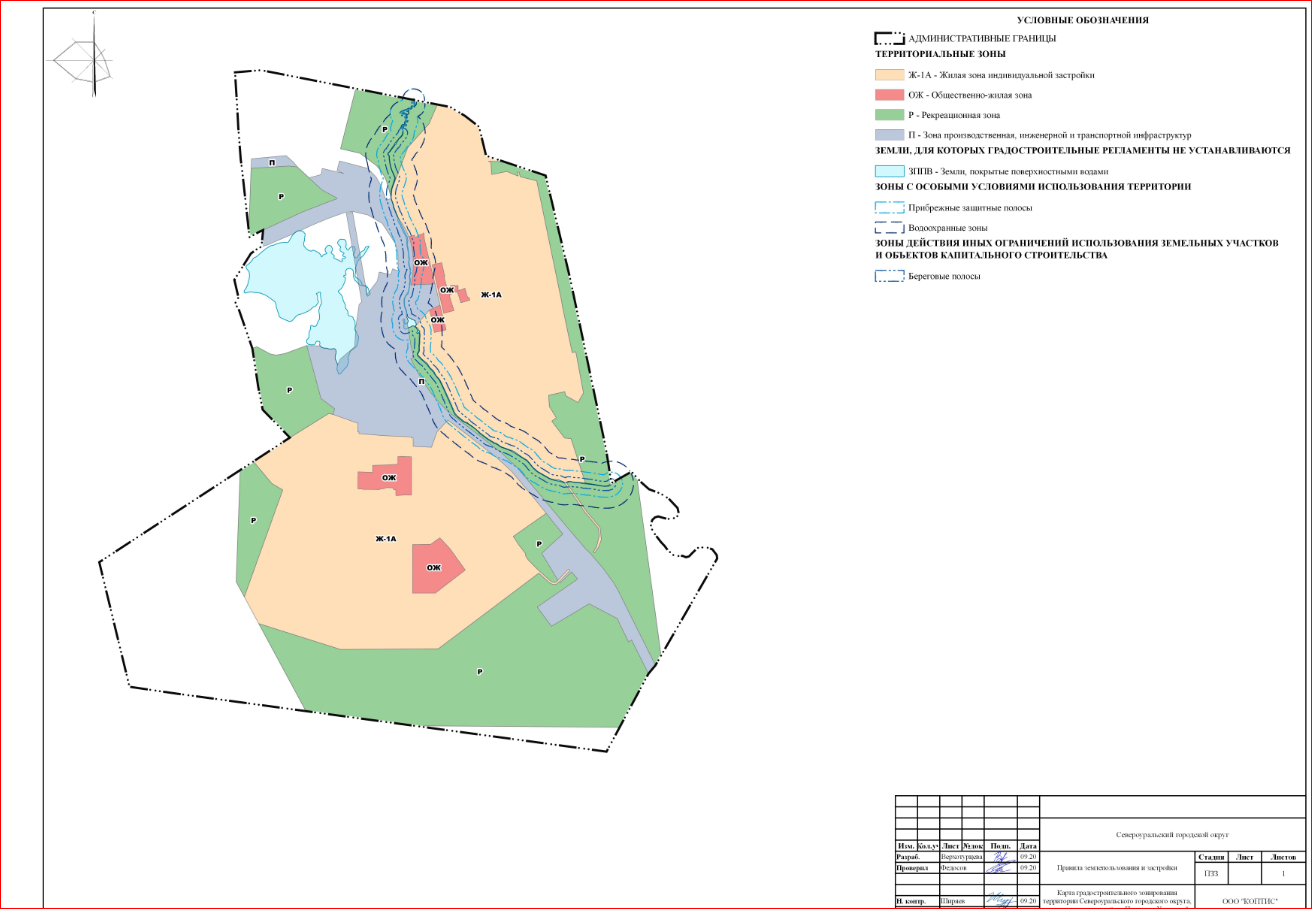 С
УСЛОВНЫЕ ОБОЗНАЧЕНИЯ
АДМИНИСТРАТИВНЫЕ ГРАНИЦЫ
ТЕРРИТОРИАЛЬНЫЕ ЗОНЫ
Ж-1А - Жилая зона индивидуальной застройки
ОЖ - Общественно-жилая зона
Р - Рекреационная зона
П - Зона производственная, инженерной и транспортной инфраструктур
ЗЕМЛИ, ДЛЯ КОТОРЫХ ГРАДОСТРОИТЕЛЬНЫЕ РЕГЛАМЕНТЫ НЕ УСТАНАВЛИВАЮТСЯ
ЗППВ - Земли, покрытые поверхностными водами
ЗОНЫ С ОСОБЫМИ УСЛОВИЯМИ ИСПОЛЬЗОВАНИЯ ТЕРРИТОРИИ
Прибрежные защитные полосы
Водоохранные зоны
ЗОНЫ ДЕЙСТВИЯ ИНЫХ ОГРАНИЧЕНИЙ ИСПОЛЬЗОВАНИЯ ЗЕМЕЛЬНЫХ УЧАСТКОВ
И ОБЪЕКТОВ КАПИТАЛЬНОГО СТРОИТЕЛЬСТВА
Береговые полосы
Р
П
Р
ОЖ
ОЖ
Ж-1А
ОЖ
П
Р
Р
ОЖ
Р
Ж-1А
Р
ОЖ
Р
Североуральский городской округ
Изм. Кол.уч Лист №док Подп. Дата
Разраб. Верхотурцева 09.20
Проверил Федосов 09.20
Правила землепользования и застройки
Стадия Лист Листов
ПЗЗ 1
Н. контр. Ширяев 09.20
Карта градостроительного зонирования
территории Североуральского городского округа,
ООО "КОПТИС"